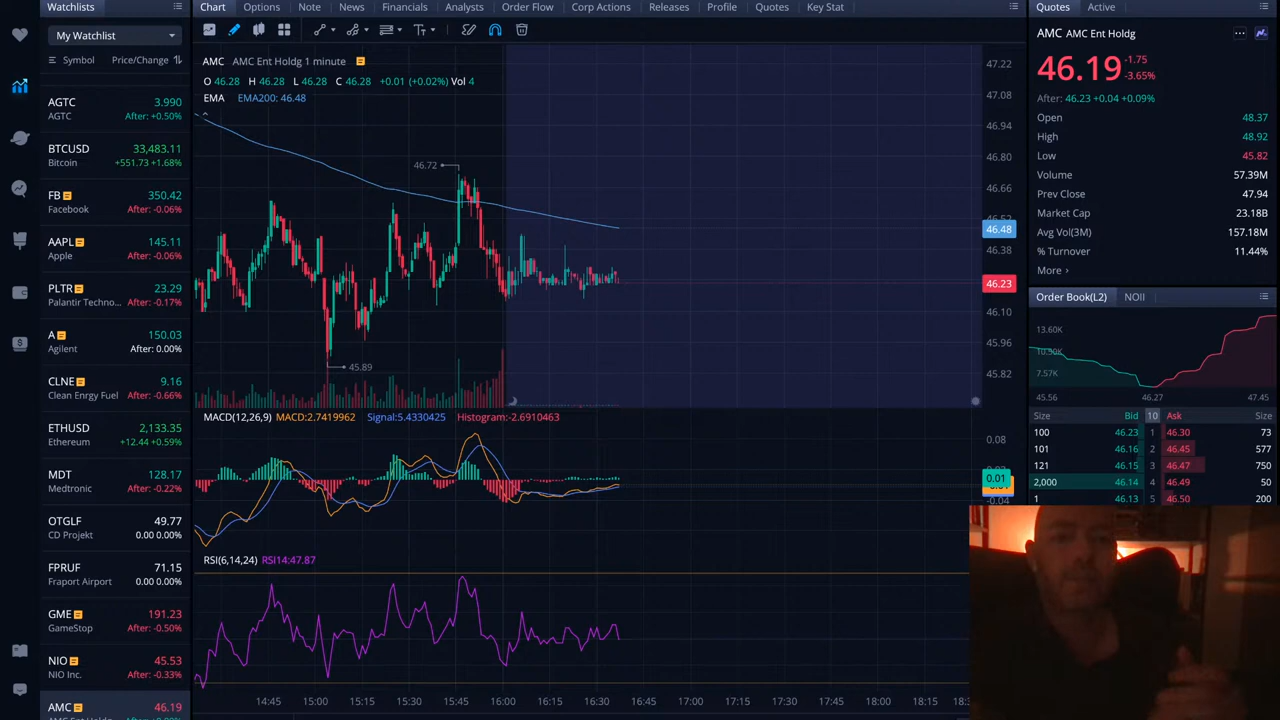 Watchlists
Chart Options Note News Financials Analysts Order Flow Corp Actions Releases Profile Quotes Key Stat
Quotes Active
My Watchlist
Symbol Price/Change
AGTC 3.990
AGTC After: +0.50%
BTCUSD 33,483.11
Bitcoin +551.73 +1.68%
FB 350.42
Facebook After: -0.06%
AAPL 145.11
Apple After: -0.06%
PLTR 23.29
Palantir Techno... After: -0.17%
A 150.03
Agilent After: 0.00%
CLNE 9.16
Clean Enrgy Fuel After: -0.66%
ETHUSD 2,133.35
Ethereum +12.44 +0.59%
MDT 128.17
Medtronic After: -0.22%
OTGLF 49.77
CD Projekt 0.00 0.00%
FPRUF 71.15
Fraport Airport 0.00 0.00%
GME 191.23
GameStop After: -0.50%
NIO 45.53
NIO Inc. After: -0.33%
AMC 46.19
AMC AMC Ent Holdg 1 minute
O 46.28 H 46.28 L 46.28 C 46.28 +0.01 (+0.02%) Vol 4
EMA EMA200: 46.48
46.72
45.89
47.22
47.08
46.94
46.80
46.66
46.52
46.48
46.38
46.23
46.10
45.96
45.82
MACD(12,26,9) MACD:2.7419962 Signal:5.4330425 Histogram:-2.6910463
0.08
0.01
-0.04
RSI(6,14,24) RSI14:47.87
14:45 15:00 15:15 15:30 15:45 16:00 16:15 16:30 16:45 17:00 17:15 17:30 17:45 18:00 18:15
AMC AMC Ent Holdg
46.19 -1.75
-3.65%
After: 46.23 +0.04 +0.09%
Open 48.37
High 48.92
Low 45.82
Volume 57.39M
Prev Close 47.94
Market Cap 23.18B
Avg Vol(3M) 157.18M
% Turnover 11.44%
More ›
Order Book(L2) NOII
13.60K
10.90K
7.57K
45.56 46.27 47.45
Size Bid 10 Ask Size
100 46.23 1 46.30 73
101 46.16 2 46.45 577
121 46.15 3 46.47 750
2,000 46.14 4 46.49 50
1 46.13 5 46.50 200